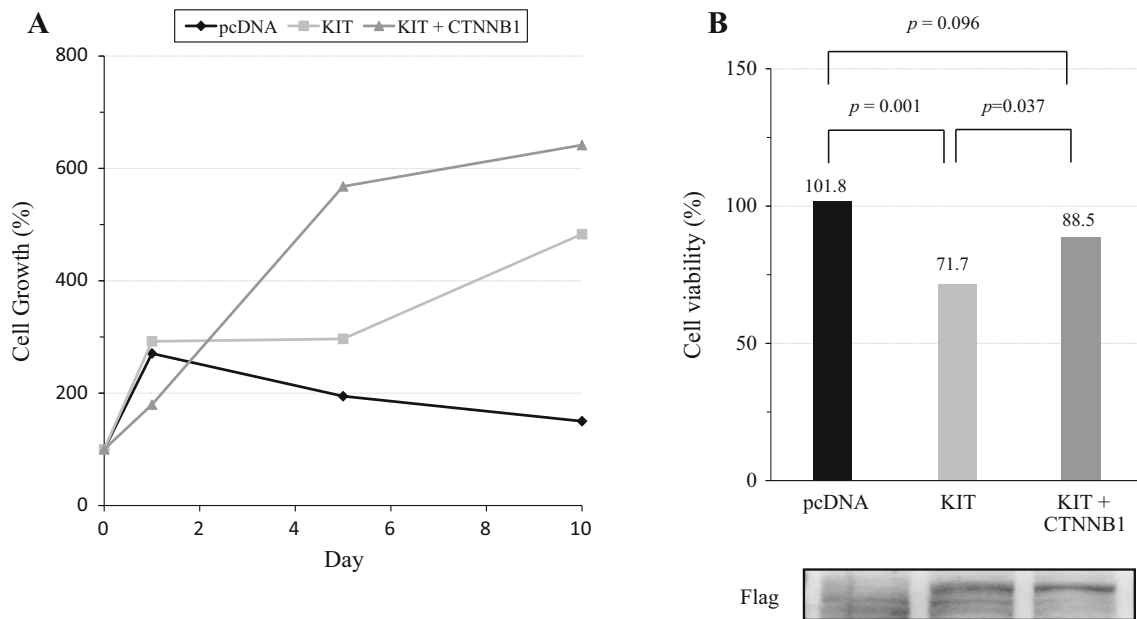 A
pcDNA KIT KIT + CTNNB1
800
600
400
200
0
0 2 4 6 8 10
Cell Growth (%)
Day
B
p = 0.096
p = 0.001 p=0.037
150
100
50
0
101.8
71.7
88.5
Cell viability (%)
pcDNA KIT KIT +
CTNNB1
Flag